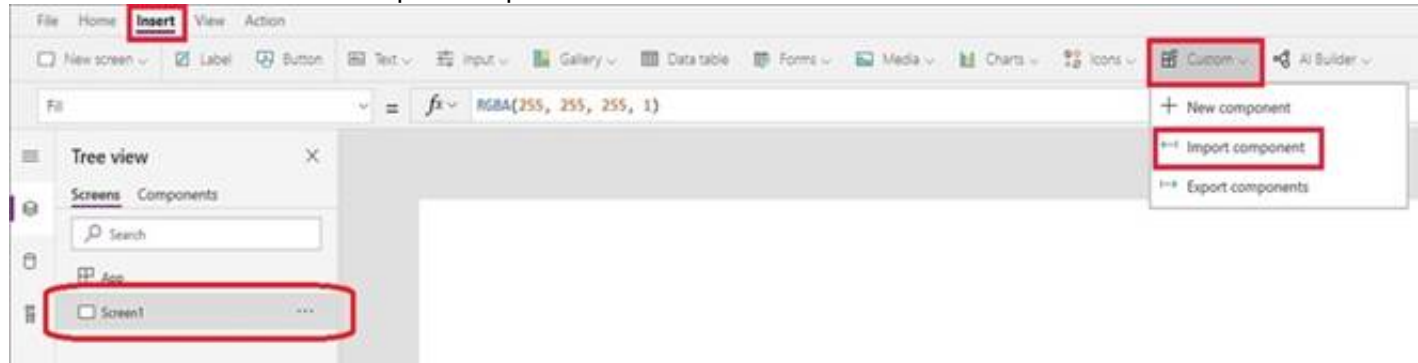 File Home Insert View Action
New screen Label Button Text Input Gallery Data table Forms Media Charts Icons Custom AI Builder
Fill = fx RGBA(255, 255, 255, 1)
+ New component
Tree view ×
Import component
Screens Components
Export components
Search
App
Screen1 ...